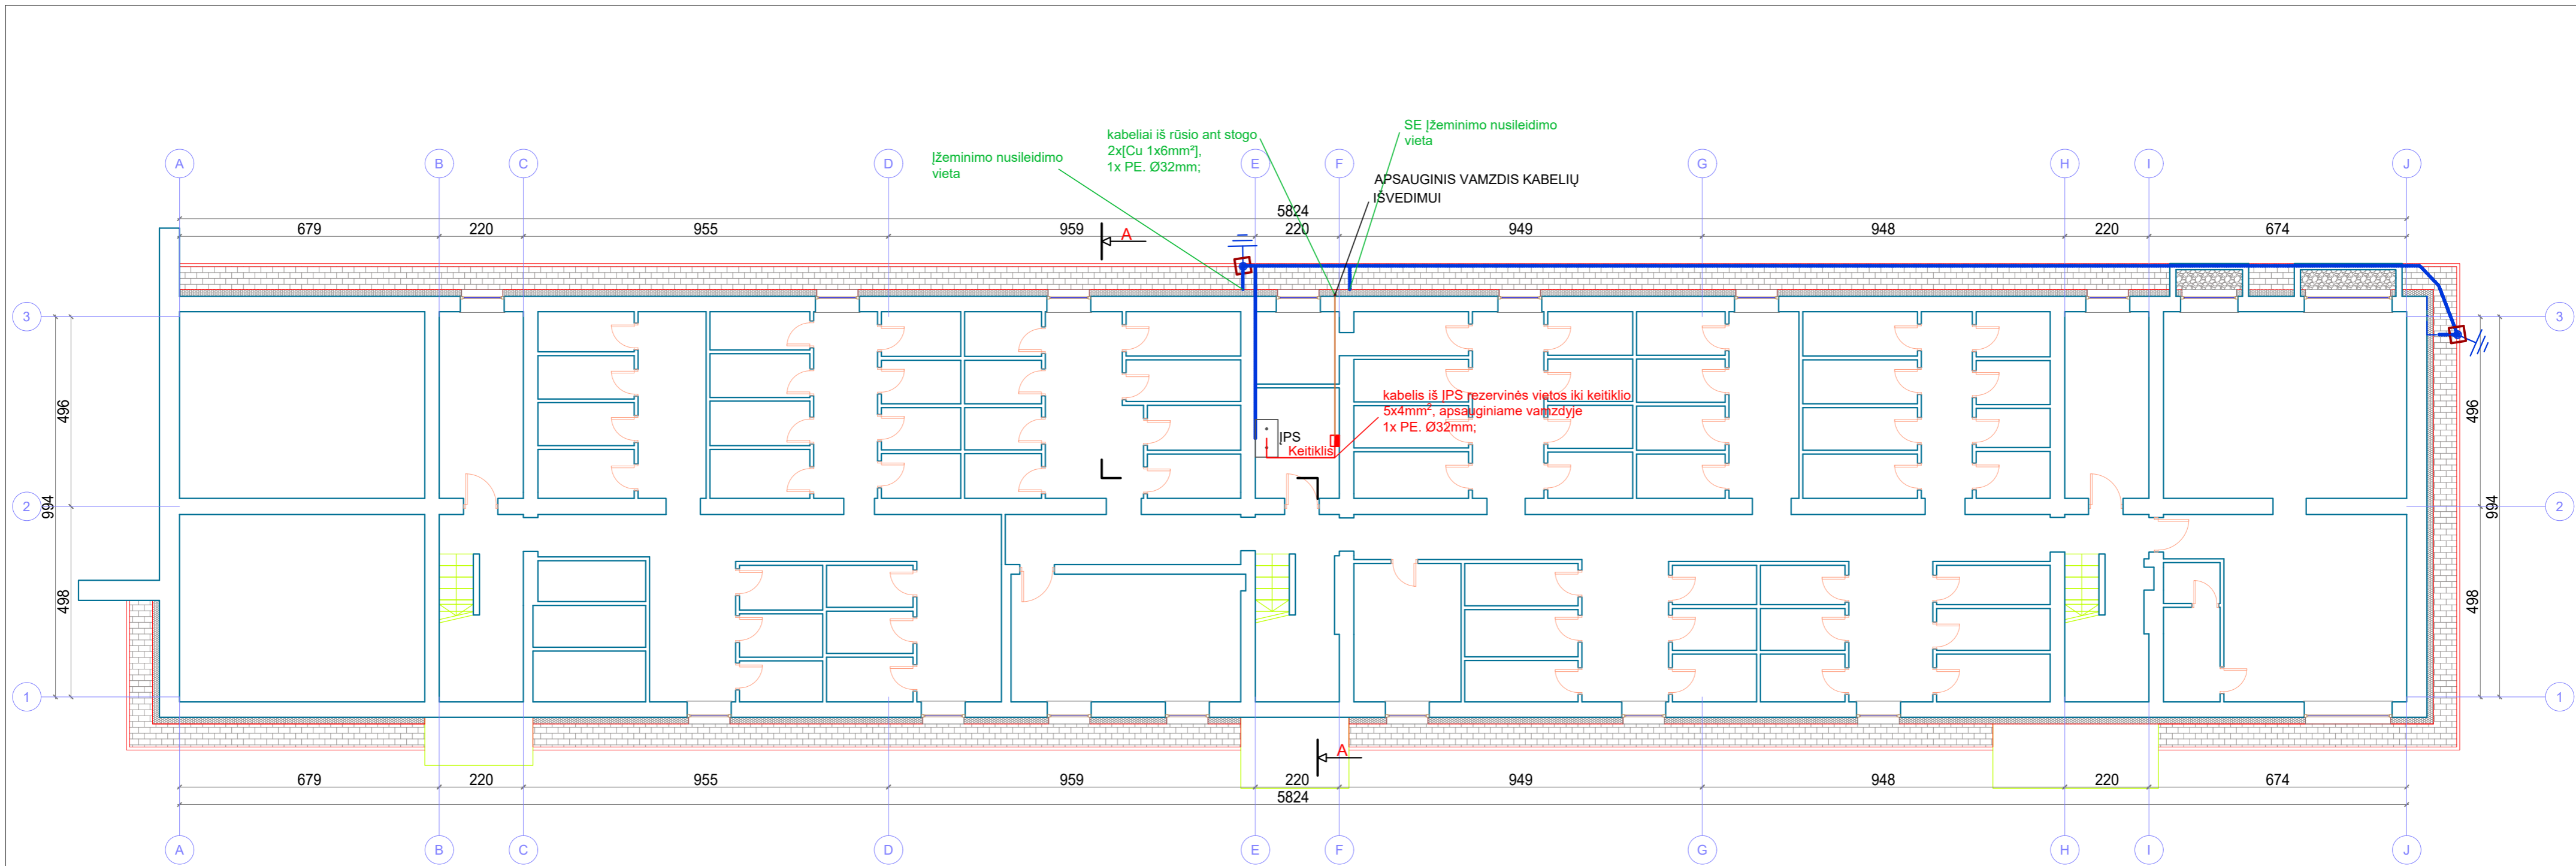 SE Įžeminimo nusileidimo
vieta
kabeliai iš rūsio ant stogo
2x[Cu 1x6mm²],
1x PE. Ø32mm;
Įžeminimo nusileidimo
vieta
A
B
C
D
E
F
G
H
I
J
APSAUGINIS VAMZDIS KABELIŲ
IŠVEDIMUI
5824
679
220
955
959
220
949
948
220
674
A
3
3
496
994
498
496
994
498
kabelis iš ĮPS rezervinės vietos iki keitiklio
5x4mm², apsauginiame vamzdyje
1x PE. Ø32mm;
ĮPS
Keitiklis
2
2
1
1
A
679
220
955
959
220
949
948
220
674
5824
A
B
C
D
E
F
G
H
I
J